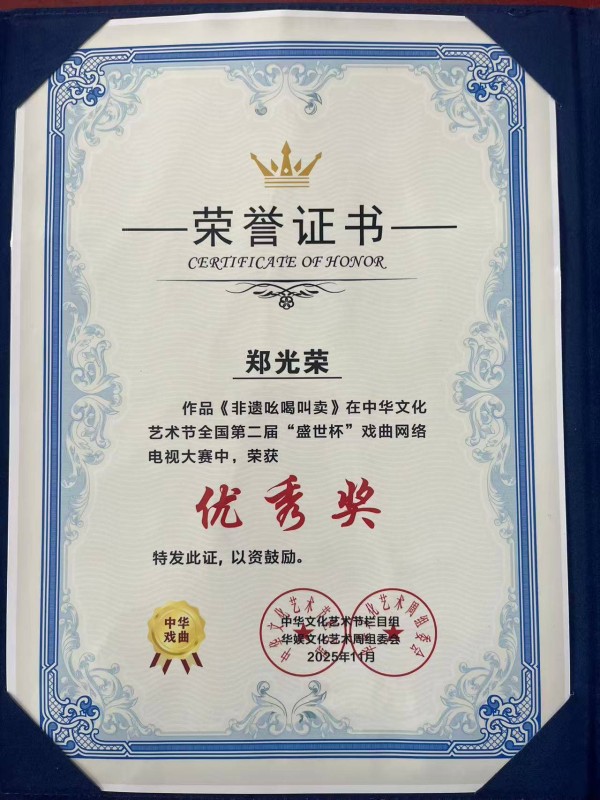 荣誉证书
CERTIFICATE OF HONOR
郑光荣
作品《非遗吆喝叫卖》在中华文化
艺术节全国第二届“盛世杯”戏曲网络
电视大赛中，荣获
优秀奖
特发此证，以资鼓励。
中华
戏曲
中华文化艺术节栏目组
华娱文化艺术周组委会
2025年11月